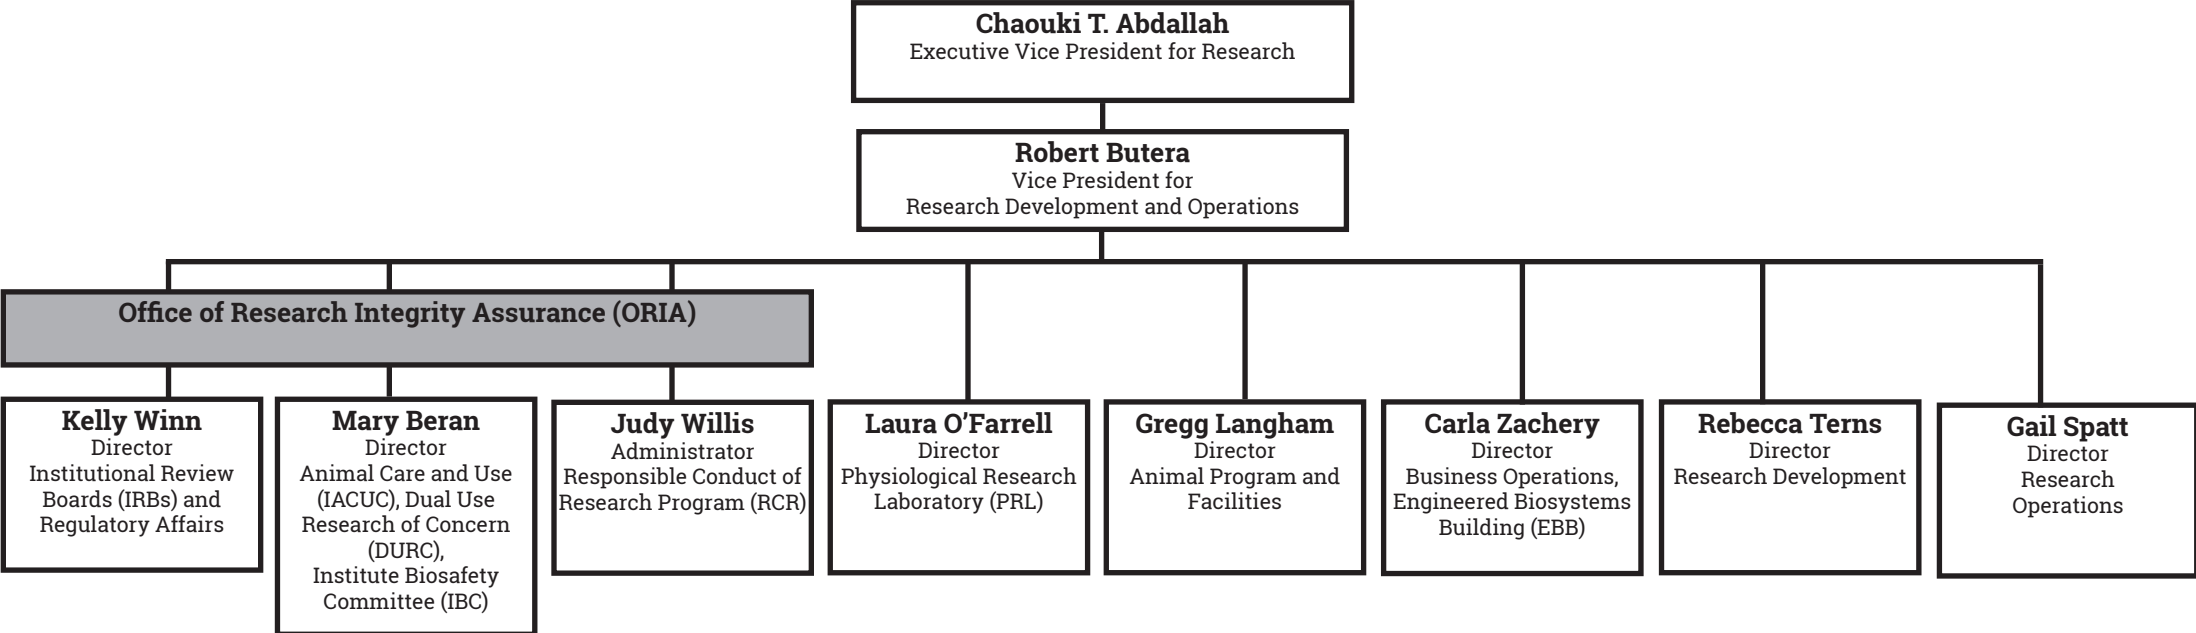 Chaouki T. Abdallah
Executive Vice President for Research
Robert Butera
Vice President for
Research Development and Operations
Office of Research Integrity Assurance (ORIA)
Kelly Winn
Director
Institutional Review
Boards (IRBs) and
Regulatory Affairs
Mary Beran
Director
Animal Care and Use
(IACUC), Dual Use
Research of Concern
(DURC),
Institute Biosafety
Committee (IBC)
Judy Willis
Administrator
Responsible Conduct of
Research Program (RCR)
Laura O’Farrell
Director
Physiological Research
Laboratory (PRL)
Gregg Langham
Director
Animal Program and
Facilities
Carla Zachery
Director
Business Operations,
Engineered Biosystems
Building (EBB)
Rebecca Terns
Director
Research Development
Gail Spatt
Director
Research
Operations